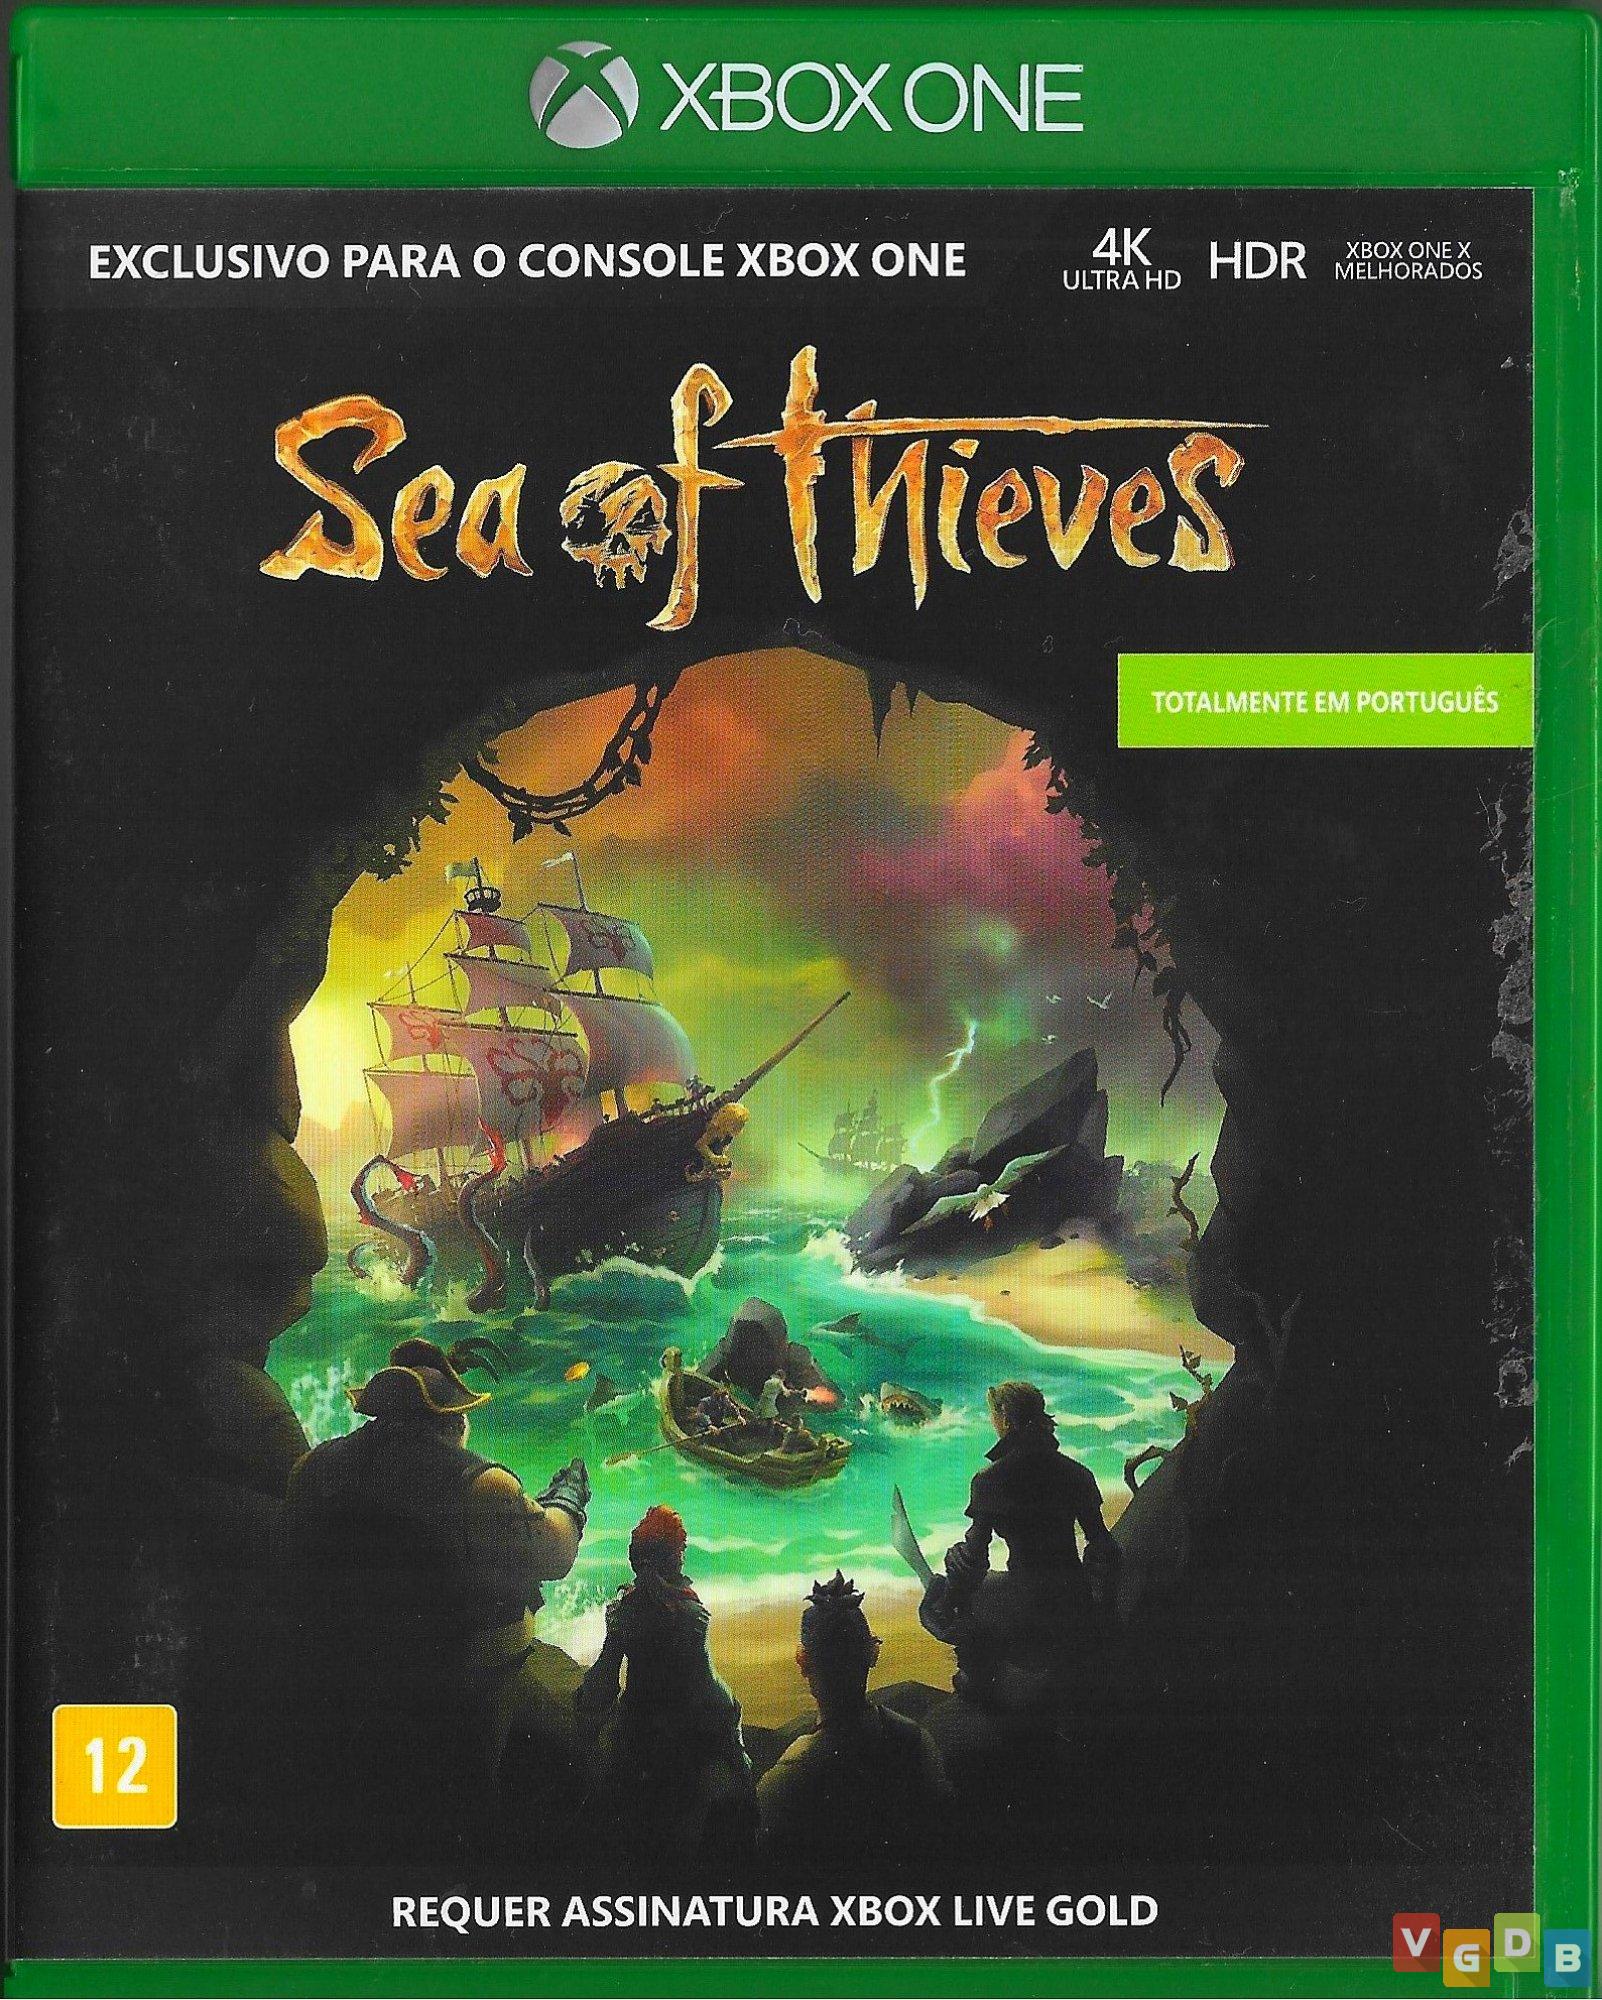 XBOX ONE
EXCLUSIVO PARA O CONSOLE XBOX ONE
4K
ULTRA HD
HDR
XBOX ONE X
MELHORADOS
Sea of Thieves
TOTALMENTE EM PORTUGUÊS
12
REQUER ASSINATURA XBOX LIVE GOLD
VGDB